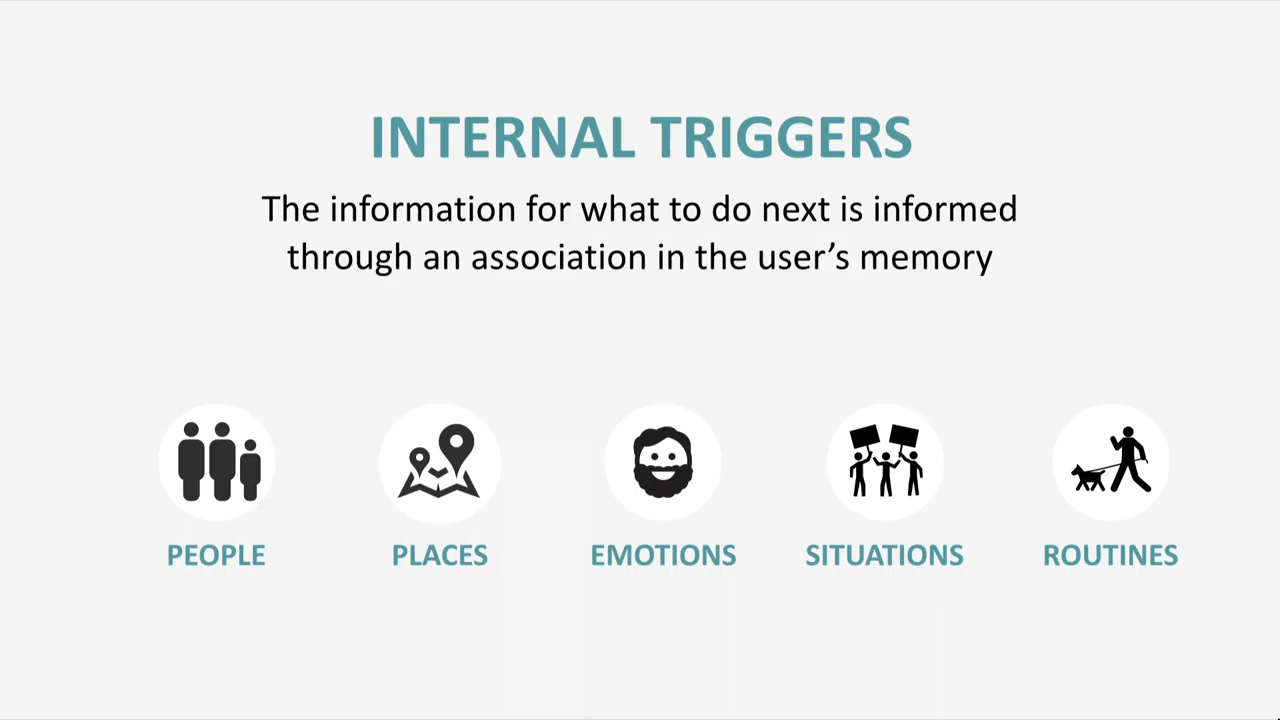 INTERNAL TRIGGERS
The information for what to do next is informed
through an association in the user’s memory
PEOPLE
PLACES
EMOTIONS
SITUATIONS
ROUTINES